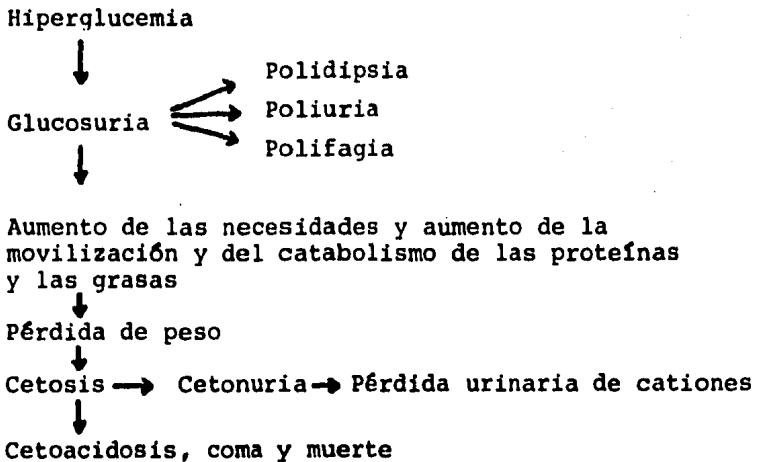 Hiperglucemia
Polidipsia
Glucosuria
Poliuria
Polifagia
Aumento de las necesidades y aumento de la
movilización y del catabolismo de las proteínas
y las grasas
Pérdida de peso
Cetosis Cetonuria Pérdida urinaria de cationes
Cetoacidosis, coma y muerte